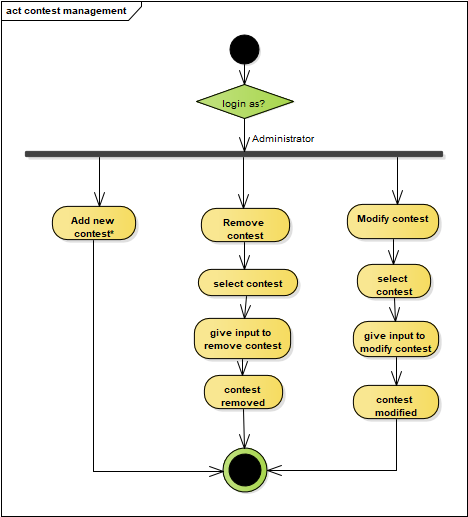 act contest management
login as?
Administrator
Add new
contest*
Remove
contest
select contest
give input to
remove contest
contest
removed
Modify contest
select
contest
give input to
modify contest
contest
modified